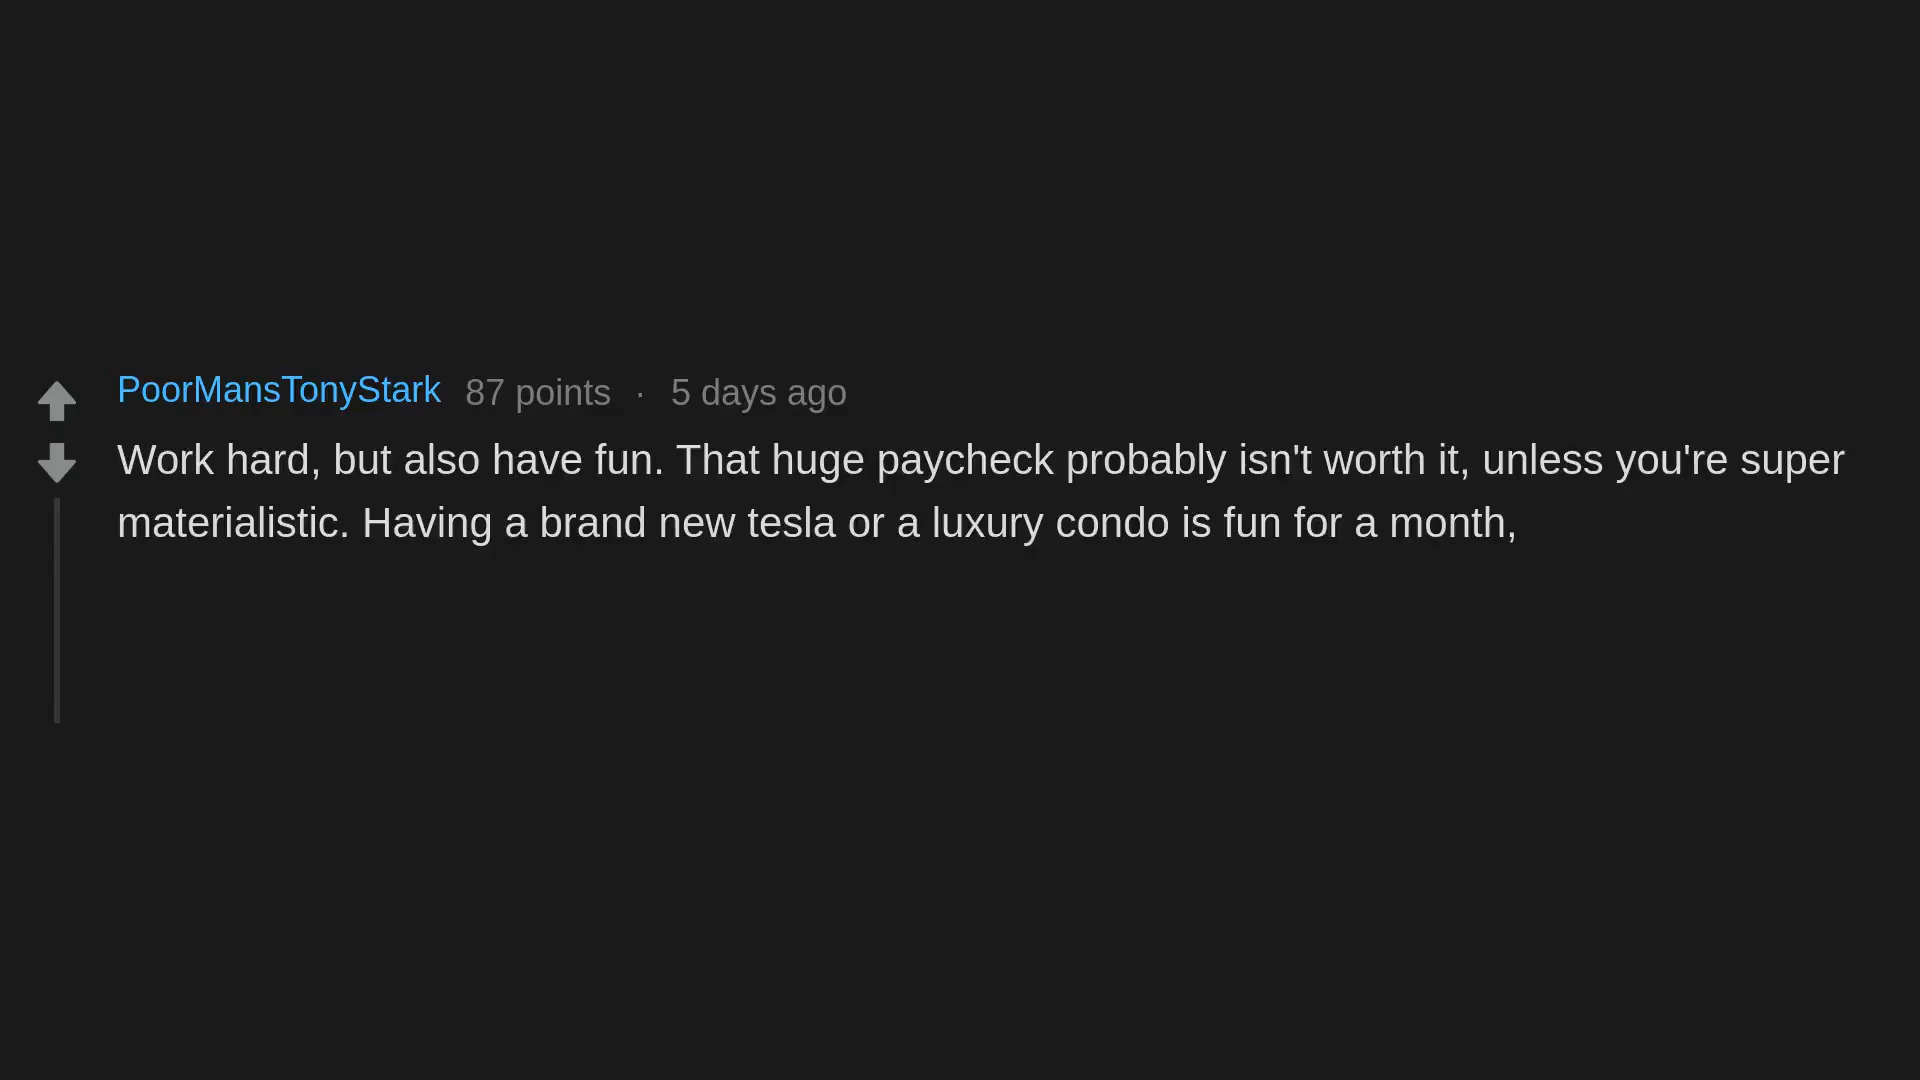 PoorMansTonyStark 87 points · 5 days ago
Work hard, but also have fun. That huge paycheck probably isn't worth it, unless you're super
materialistic. Having a brand new tesla or a luxury condo is fun for a month,